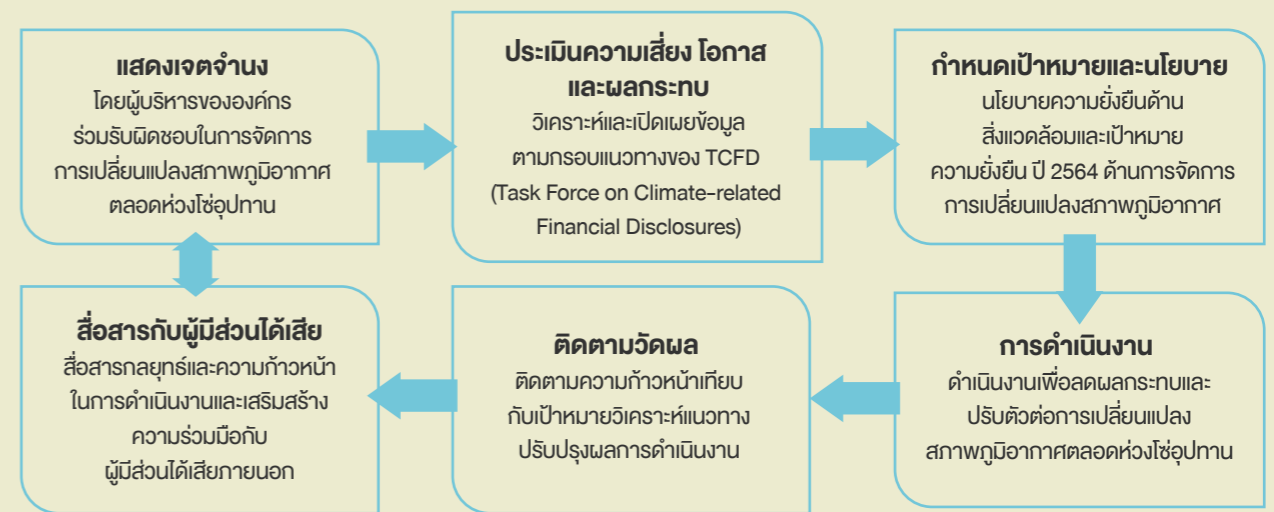 แสดงเจตจำนง
โดยผู้บริหารขององค์กร
ร่วมรับผิดชอบในการจัดการ
การเปลี่ยนแปลงสภาพภูมิอากาศ
ตลอดห่วงโซ่อุปทาน
ประเมินความเสี่ยง โอกาส
และผลกระทบ
วิเคราะห์และเปิดเผยข้อมูล
ตามกรอบแนวทางของ TCFD
(Task Force on Climate-related
Financial Disclosures)
กำหนดเป้าหมายและนโยบาย
นโยบายความยั่งยืนด้าน
สิ่งแวดล้อมและเป้าหมาย
ความยั่งยืน ปี 2564 ด้านการจัดการ
การเปลี่ยนแปลงสภาพภูมิอากาศ
การดำเนินงาน
ดำเนินงานเพื่อลดผลกระทบและ
ปรับตัวต่อการเปลี่ยนแปลง
สภาพภูมิอากาศตลอดห่วงโซ่อุปทาน
ติดตามวัดผล
ติดตามความก้าวหน้าเทียบ
กับเป้าหมายวิเคราะห์แนวทาง
ปรับปรุงผลการดำเนินงาน
สื่อสารกับผู้มีส่วนได้เสีย
สื่อสารกลยุทธ์และความก้าวหน้า
ในการดำเนินงานและเสริมสร้าง
ความร่วมมือกับ
ผู้มีส่วนได้เสียภายนอก